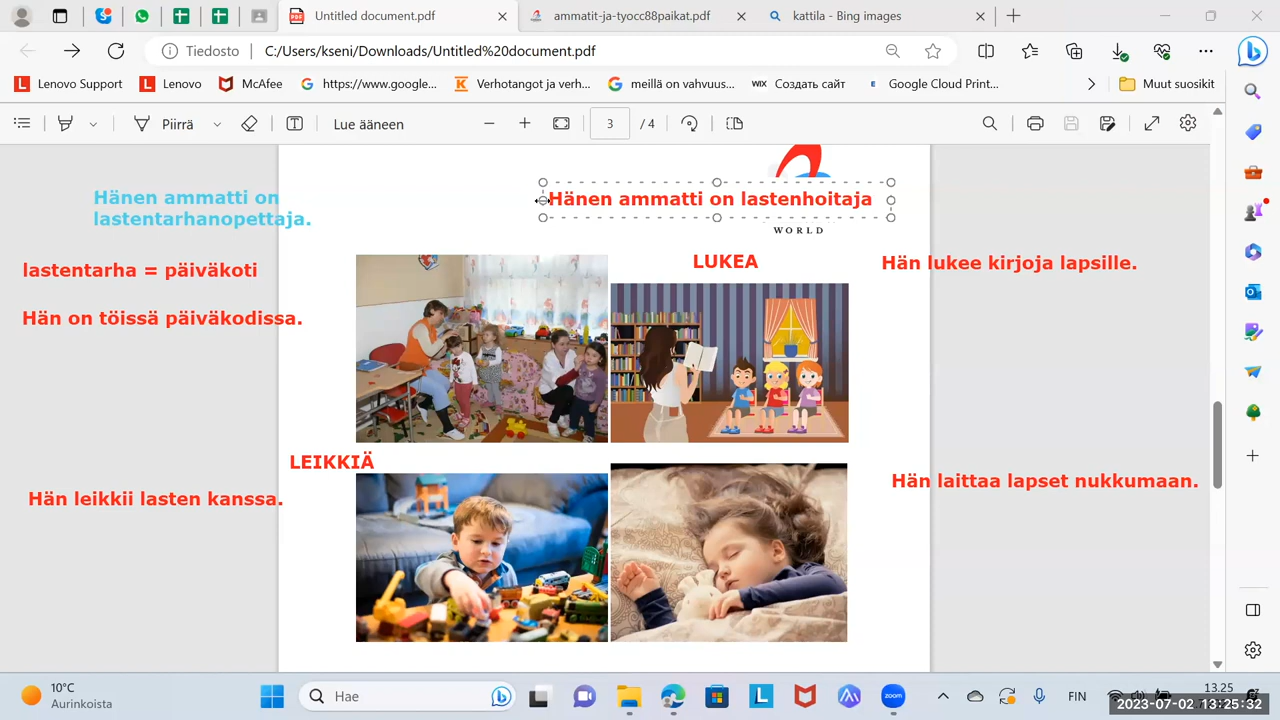 Untitled document.pdf
ammatit-ja-tyocc88paikat.pdf
kattila - Bing images
Tiedosto
C:/Users/kseni/Downloads/Untitled%20document.pdf
Lenovo Support
Lenovo
McAfee
https://www.google...
Verhotangot ja verh...
meillä on vahvuus...
WIX Создать сайт
Google Cloud Print...
Muut suosikit
Piirrä
Lue ääneen
3 / 4
Hänen ammatti on
lastentarhanopettaja.
Hänen ammatti on lastenhoitaja
WORLD
lastentarha = päiväkoti
LUKEA
Hän lukee kirjoja lapsille.
Hän on töissä päiväkodissa.
LEIKKIÄ
Hän leikkii lasten kanssa.
Hän laittaa lapset nukkumaan.
10°C
Aurinkoista
Hae
zoom
FIN
13.25
2023-07-02 13:25:32